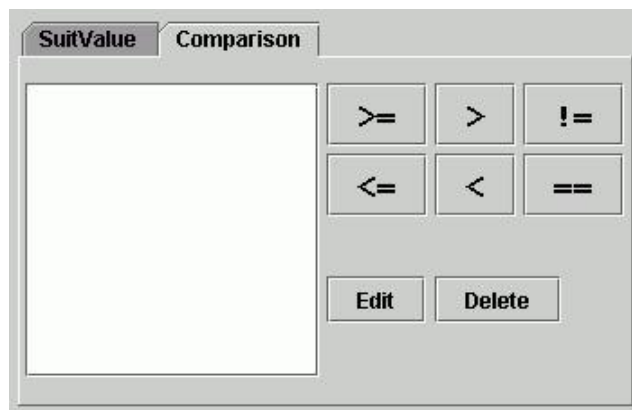 SuitValue Comparison
>= > !=
<= < ==
Edit Delete